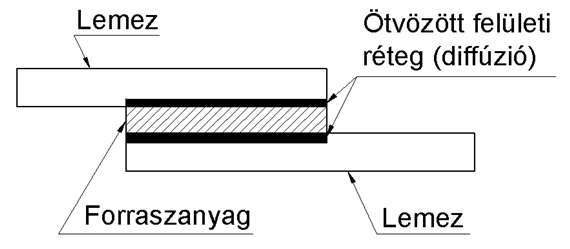 Lemez
Ötvözött felületi
réteg (diffúzió)
Forraszanyag
Lemez